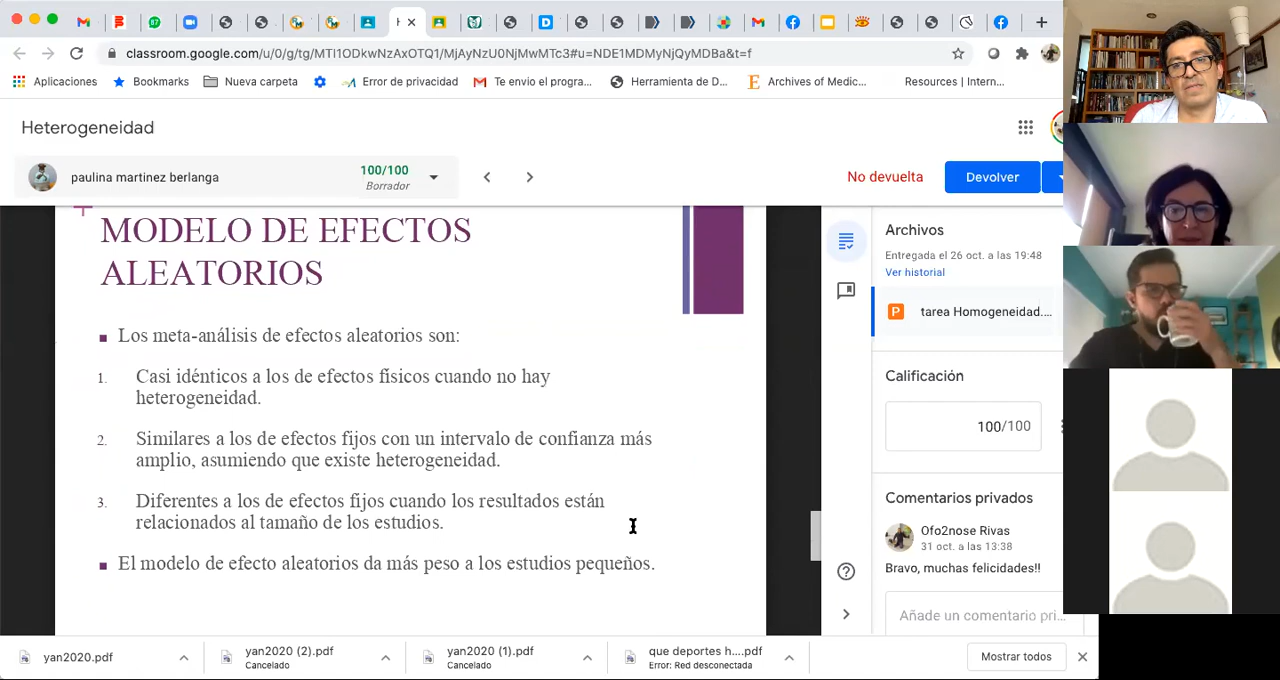 classroom.google.com/u/0/g/tg/MTI1ODkwNzAxOTQ1/MjAyNzU0NjMwMTc3#u=NDE1MDMyNjQyMDBa&t=f
Aplicaciones
Bookmarks
Nueva carpeta
Error de privacidad
Te envio el progra...
Herramienta de D...
Archives of Medic...
Resources | Intern...
Heterogeneidad
paulina martinez berlanga
100/100
Borrador
No devuelta
Devolver
MODELO DE EFECTOS
ALEATORIOS
Los meta-análisis de efectos aleatorios son:
1. Casi idénticos a los de efectos físicos cuando no hay
heterogeneidad.
2. Similares a los de efectos fijos con un intervalo de confianza más
amplio, asumiendo que existe heterogeneidad.
3. Diferentes a los de efectos fijos cuando los resultados están
relacionados al tamaño de los estudios.
El modelo de efecto aleatorios da más peso a los estudios pequeños.
Archivos
Entregada el 26 oct. a las 19:48
Ver historial
P tarea Homogeneidad....
Calificación
100/100
Comentarios privados
Ofo2nose Rivas
31 oct. a las 13:38
Bravo, muchas felicidades!!
Añade un comentario pri...
yan2020.pdf
yan2020 (2).pdf
Cancelado
yan2020 (1).pdf
Cancelado
que deportes h....pdf
Error: Red desconectada
Mostrar todos